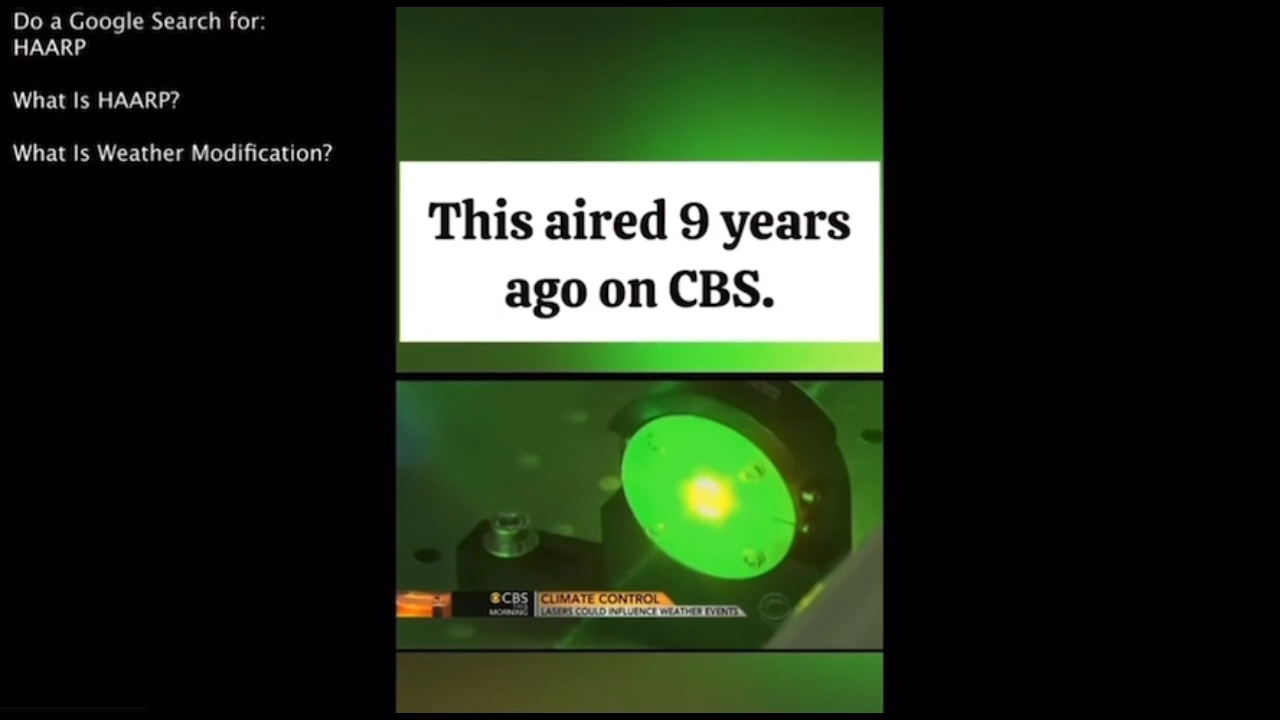 Do a Google Search for:
HAARP
What Is HAARP?
What Is Weather Modification?
This aired 9 years
ago on CBS.
CBS
THIS
MORNING
CLIMATE CONTROL
LASERS COULD INFLUENCE WEATHER EVENTS